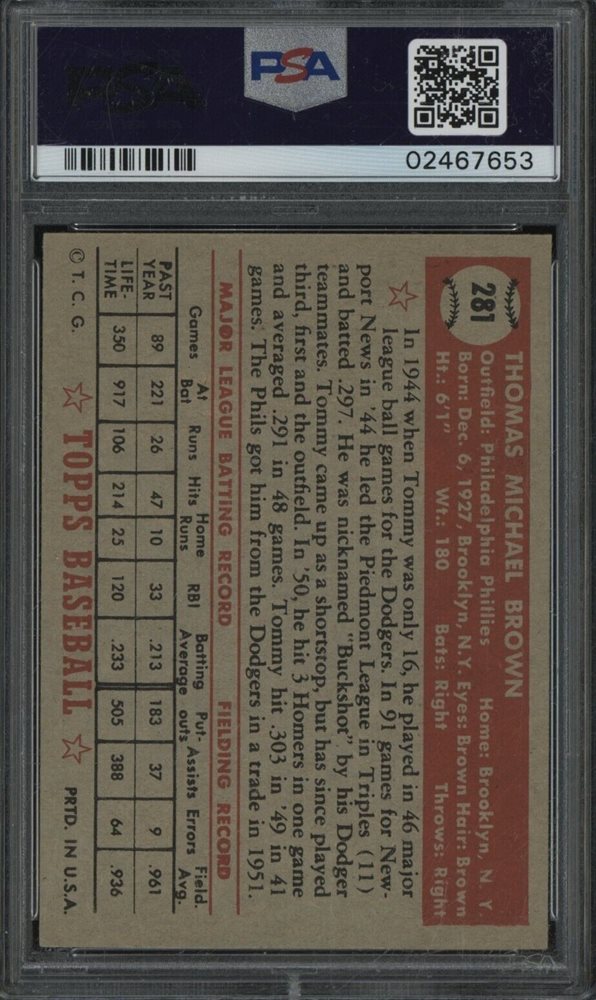 PSA
PSA
02467653
281
THOMAS MICHAEL BROWN
Outfield: Philadelphia Phillies Home: Brooklyn, N. Y.
Born: Dec. 6, 1927, Brooklyn, N. Y. Eyes: Brown Hair: Brown
Ht.: 6'1" Wt.: 180 Bats: Right Throws: Right
In 1944 when Tommy was only 16, he played in 46 major
league ball games for the Dodgers. In 91 games for New-
port News in '44 he led the Piedmont League in Triples (11)
and batted .297. He was nicknamed "Buckshot" by his Dodger
teammates. Tommy came up as a shortstop, but has since played
third, first and the outfield. In '50, he hit 3 Homers in one game
and averaged .291 in 48 games. Tommy hit .303 in '49 in 41
games. The Phils got him from the Dodgers in a trade in 1951.
MAJOR LEAGUE BATTING RECORD FIELDING RECORD
Games At Bat Runs Hits Home Runs RBI Batting Average Put-outs Assists Errors Field. Avg.
PAST YEAR 89 221 26 47 10 33 .213 183 37 9 .961
LIFE-TIME 350 917 106 214 25 120 .233 505 388 64 .936
© T. C. G. ☆ TOPPS BASEBALL ☆ PRTD. IN U.S.A.